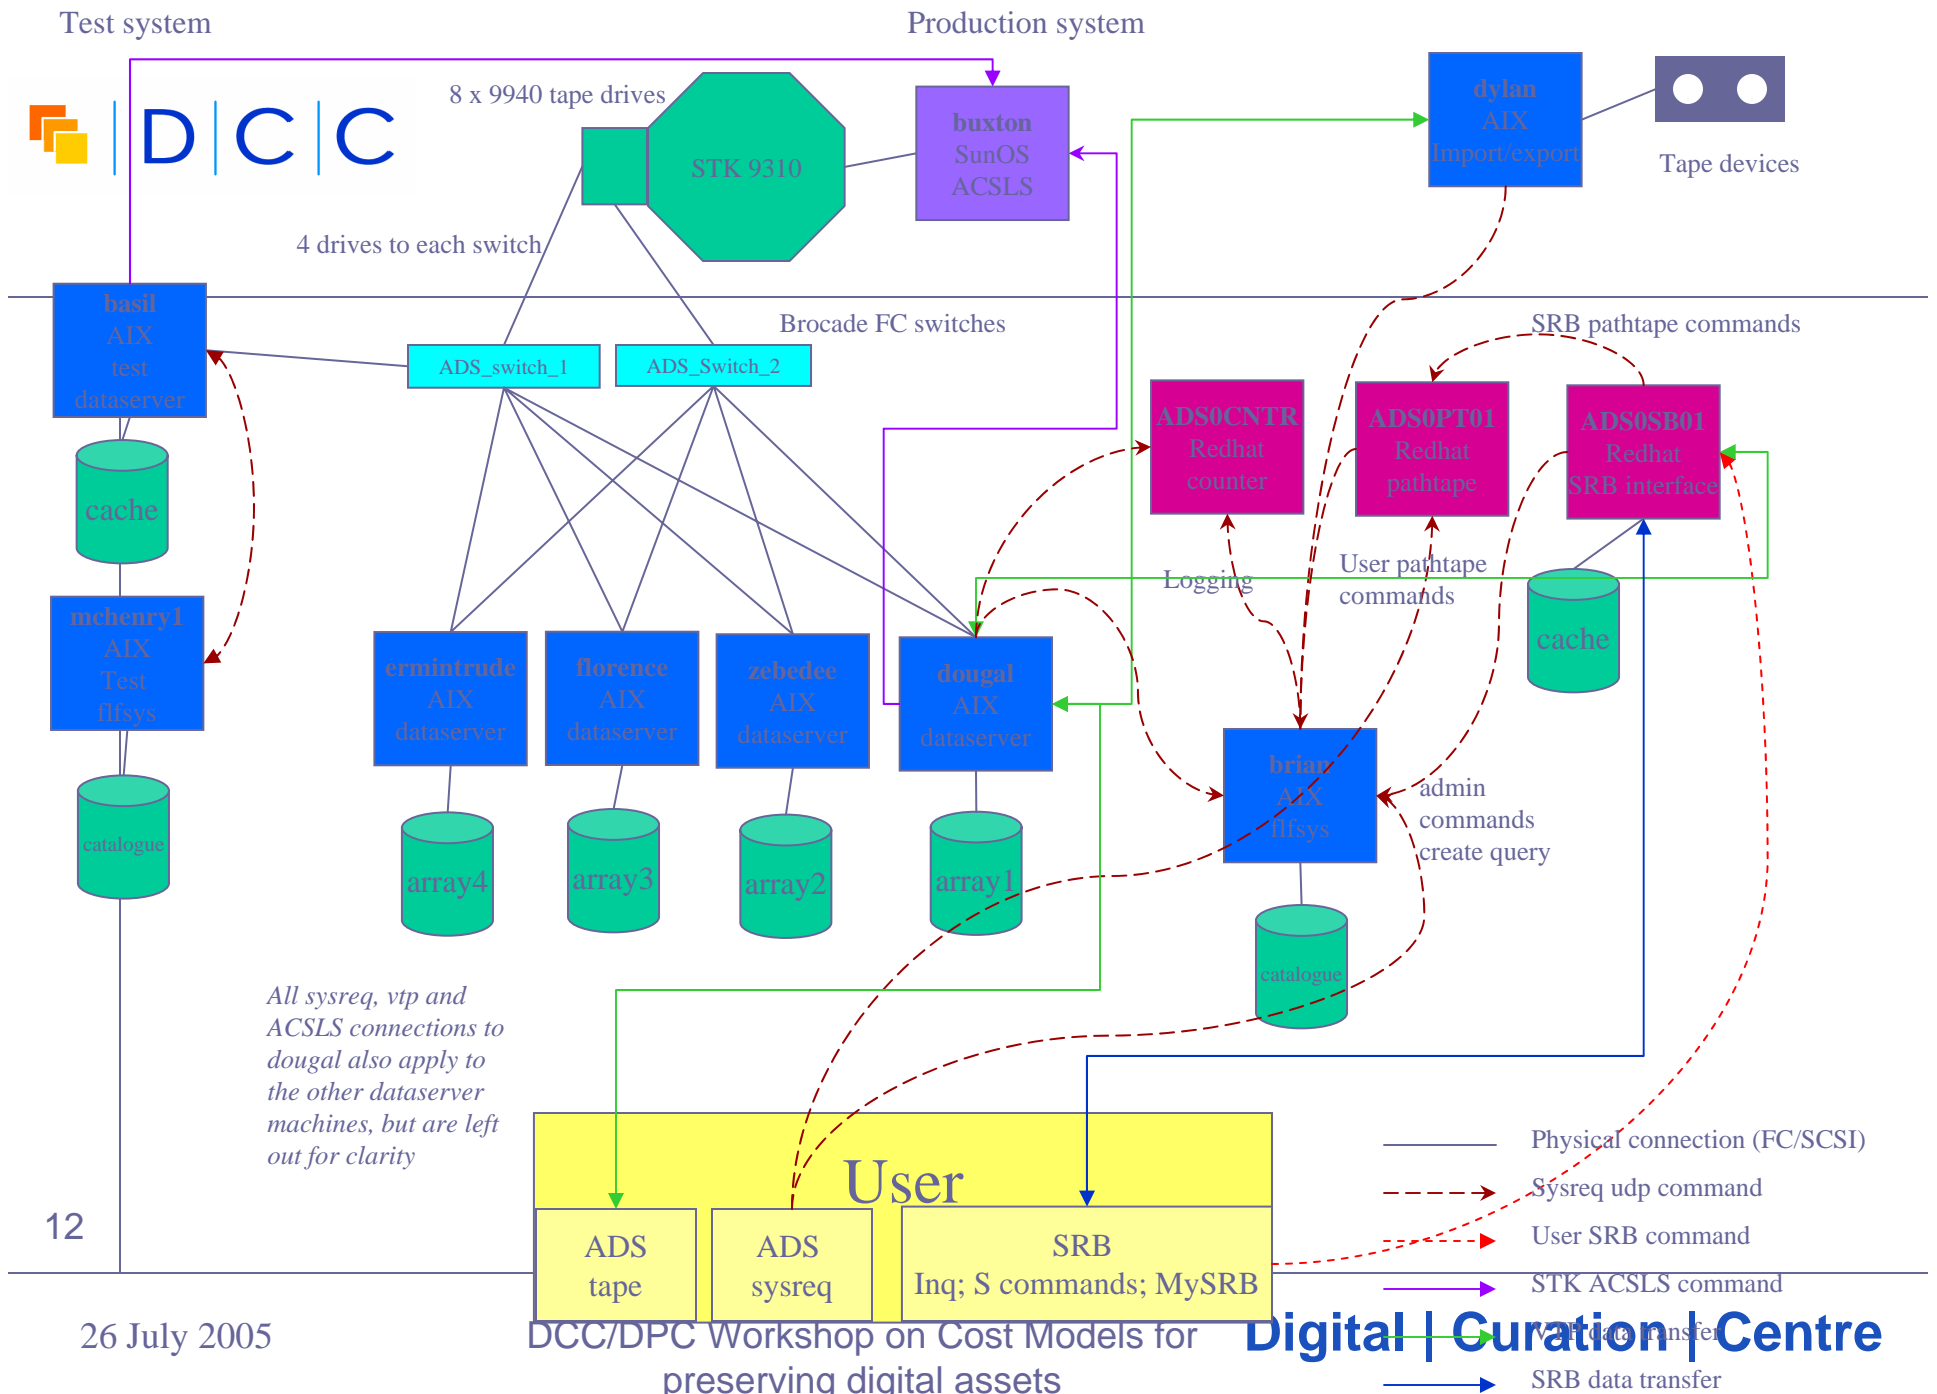 Test system
Production system
D|C|C
8 x 9940 tape drives
STK 9310
buxton
SunOS
ACSLS
dylan
AIX
Import/export
Tape devices
4 drives to each switch
basil
AIX
test
dataserver
Brocade FC switches
SRB pathtape commands
ADS_switch_1
ADS_Switch_2
ADS0CNTR
Redhat
counter
ADS0PT01
Redhat
pathtape
ADS0SB01
Redhat
SRB interface
cache
Logging
User pathtape
commands
cache
mchenry1
AIX
Test
flfsys
ermintrude
AIX
dataserver
florence
AIX
dataserver
zebedee
AIX
dataserver
dougal
AIX
dataserver
brian
AIX
flfsys
admin
commands
create query
catalogue
array4
array3
array2
array1
catalogue
All sysreq, vtp and
ACSLS connections to
dougal also apply to
the other dataserver
machines, but are left
out for clarity
User
ADS
tape
ADS
sysreq
SRB
Inq; S commands; MySRB
Physical connection (FC/SCSI)
Sysreq udp command
User SRB command
STK ACSLS command
VTP data transfer
SRB data transfer
12
26 July 2005
DCC/DPC Workshop on Cost Models for
preserving digital assets
Digital | Curation | Centre